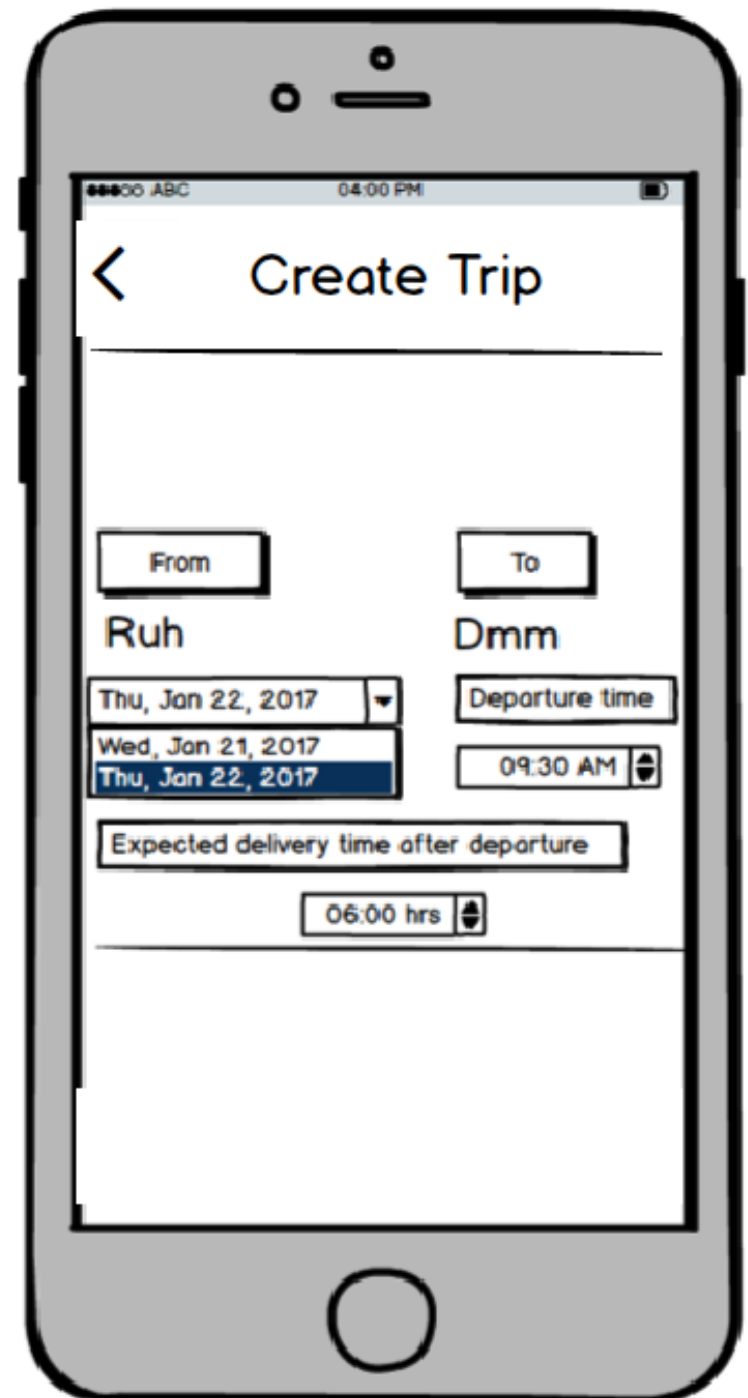 ABC 04:00 PM
Create Trip
From To
Ruh Dmm
Thu, Jan 22, 2017 Departure time
Wed, Jan 21, 2017
Thu, Jan 22, 2017 09:30 AM
Expected delivery time after departure
06:00 hrs